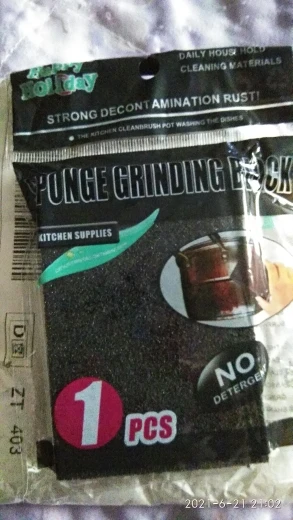 Happy
Holiday
DAILY HOUSEHOLD
CLEANING MATERIALS
STRONG DECONTAMINATION RUST!
● THE KITCHEN CLEANBRUSH POT WASHING THE DISHES
PONGE GRINDING BLOCK
KITCHEN SUPPLIES
NO
DETERGEN
1 PCS
D
ZT 403
2021-6-21 21:02